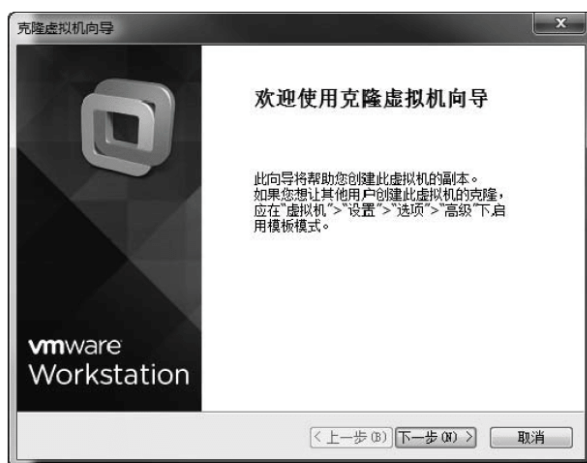 克隆虚拟机向导
x
欢迎使用克隆虚拟机向导
此向导将帮助您创建此虚拟机的副本。
如果您想让其他用户创建此虚拟机的克隆，
应在"虚拟机">"设置">"选项">"高级"下启
用模板模式。
vmware
Workstation
< 上一步(B) 下一步(N) > 取消